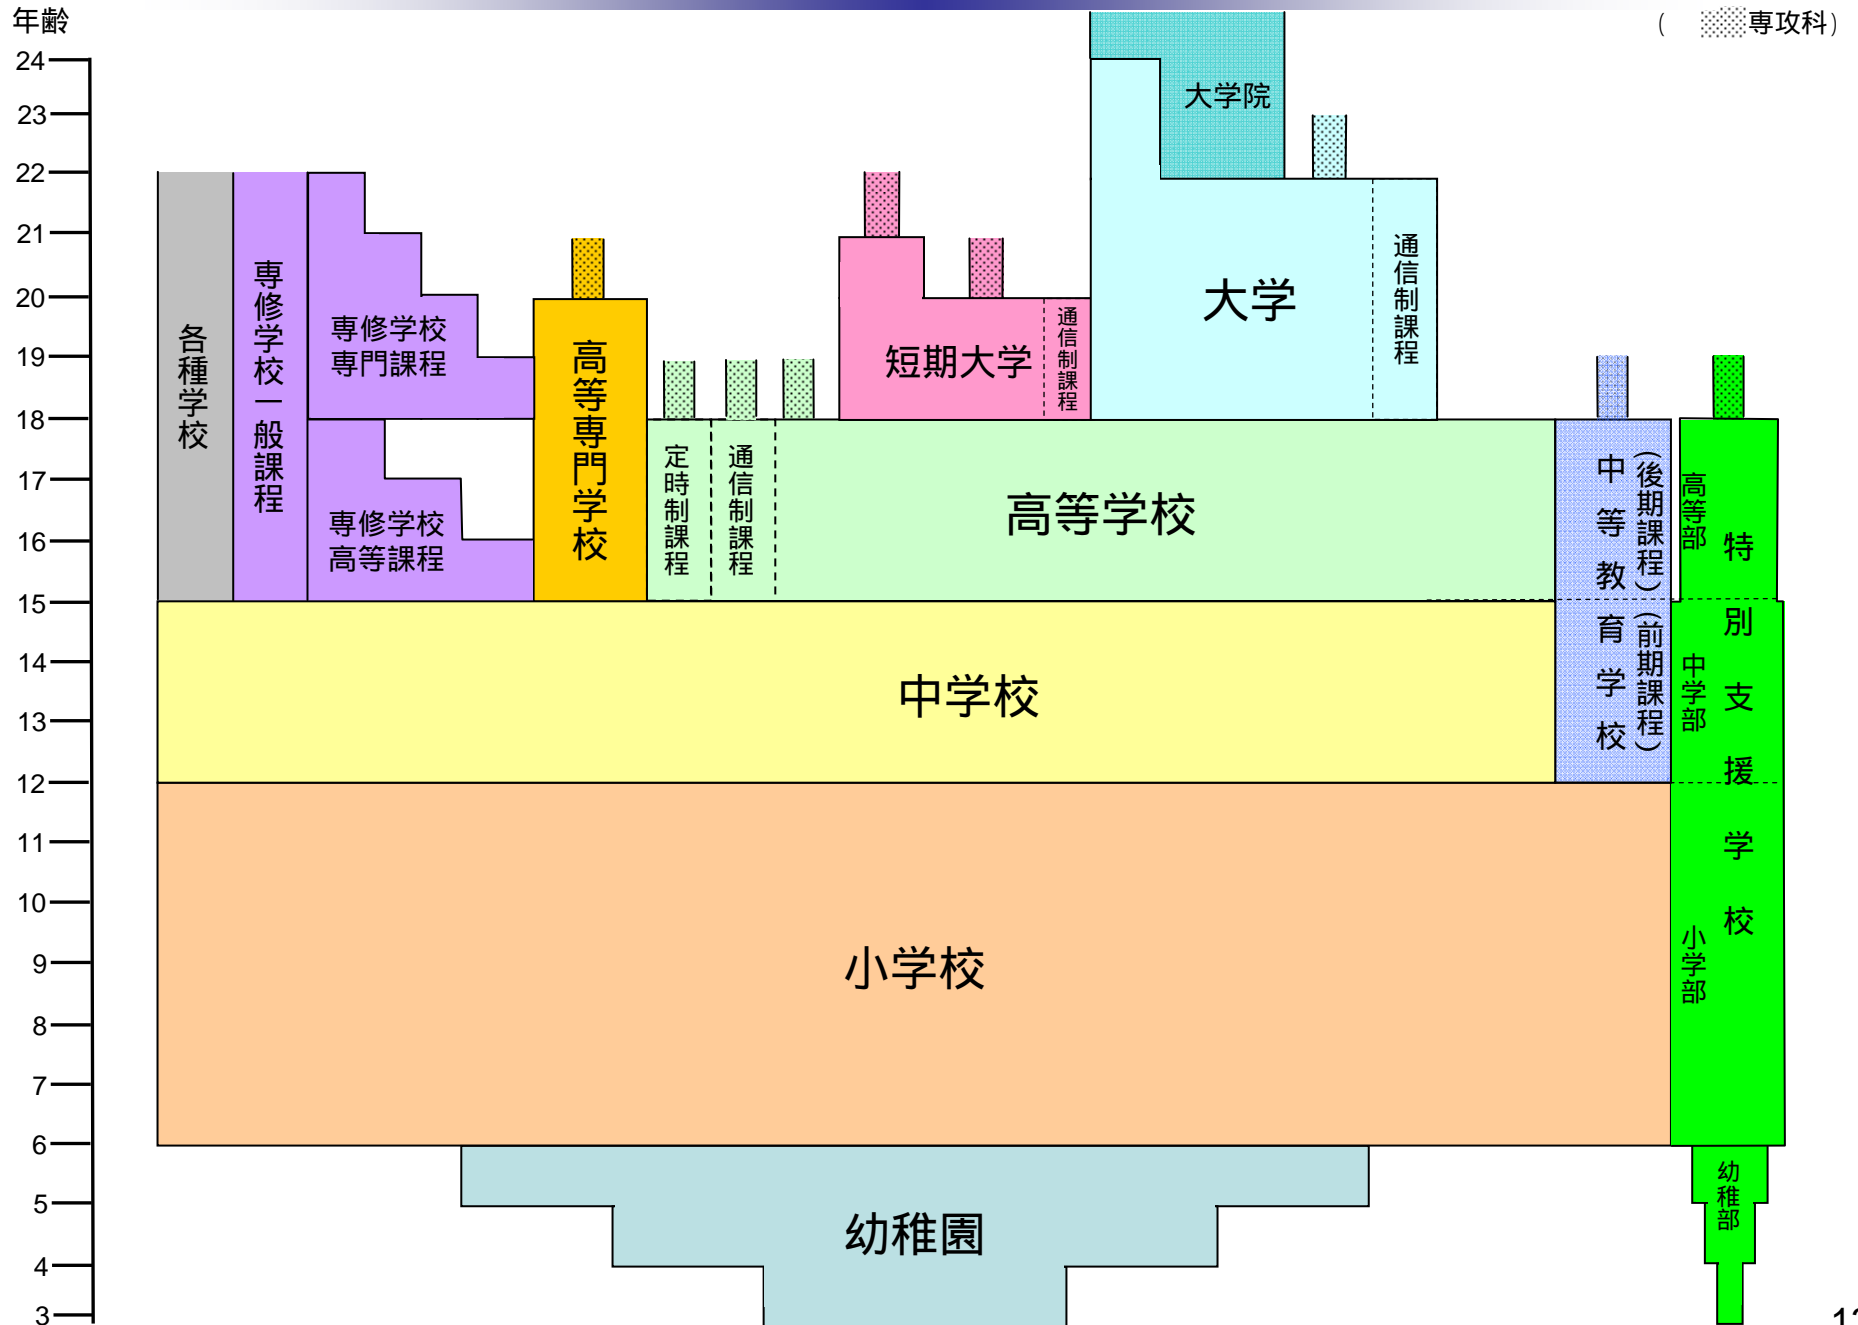 年齢
( 専攻科)
24
23
22
21
20
19
18
17
16
15
14
13
12
11
10
9
8
7
6
5
4
3
大学院
各種学校
専修学校一般課程
専修学校
専門課程
専修学校
高等課程
高等専門学校
定時制課程
通信制課程
短期大学
通信制課程
大学
通信制課程
高等学校
中等教育学校
(後期課程)
(前期課程)
特別支援学校
高等部
中学部
小学部
幼稚部
中学校
小学校
幼稚園